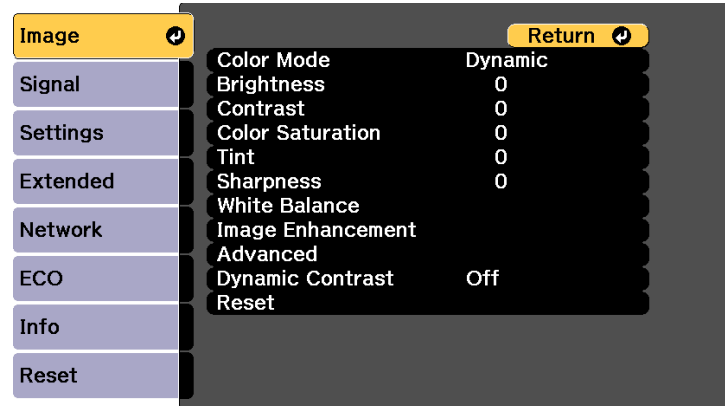 Image
Signal
Settings
Extended
Network
ECO
Info
Reset
Return
Color Mode Dynamic
Brightness 0
Contrast 0
Color Saturation 0
Tint 0
Sharpness 0
White Balance
Image Enhancement
Advanced
Dynamic Contrast Off
Reset